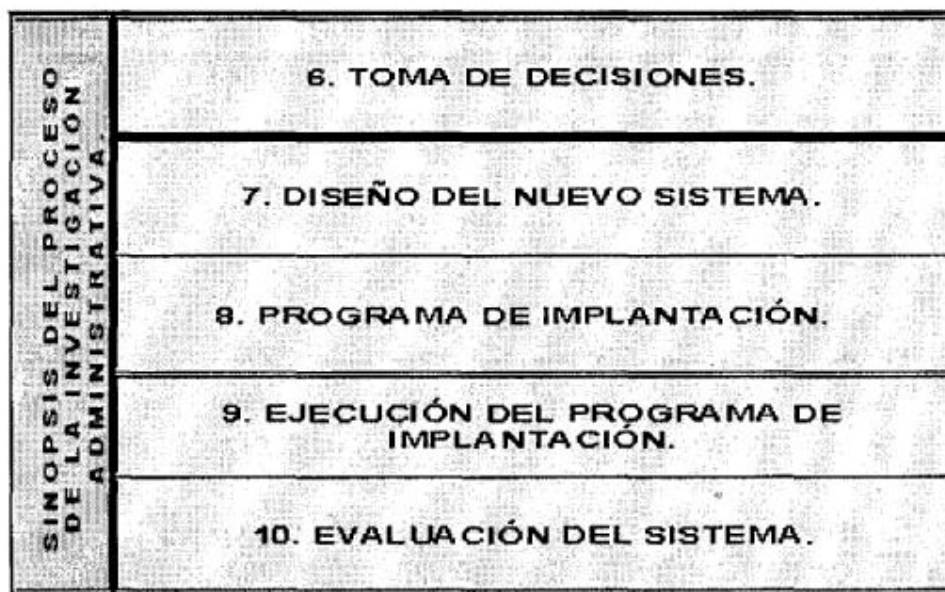 SINOPSIS DEL PROCESO
DE LA INVESTIGACIÓN
ADMINISTRATIVA.
6. TOMA DE DECISIONES.
7. DISEÑO DEL NUEVO SISTEMA.
8. PROGRAMA DE IMPLANTACIÓN.
9. EJECUCIÓN DEL PROGRAMA DE
IMPLANTACIÓN.
10. EVALUACIÓN DEL SISTEMA.